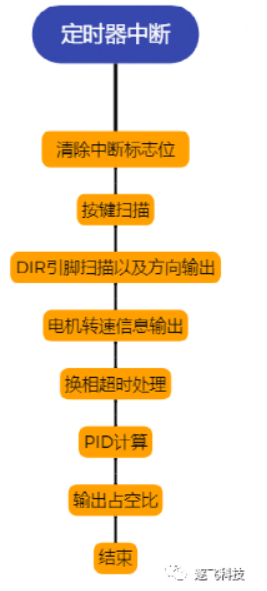 定时器中断
清除中断标志位
按键扫描
DIR引脚扫描以及方向输出
电机转速信息输出
换相超时处理
PID计算
输出占空比
结束
逐飞科技